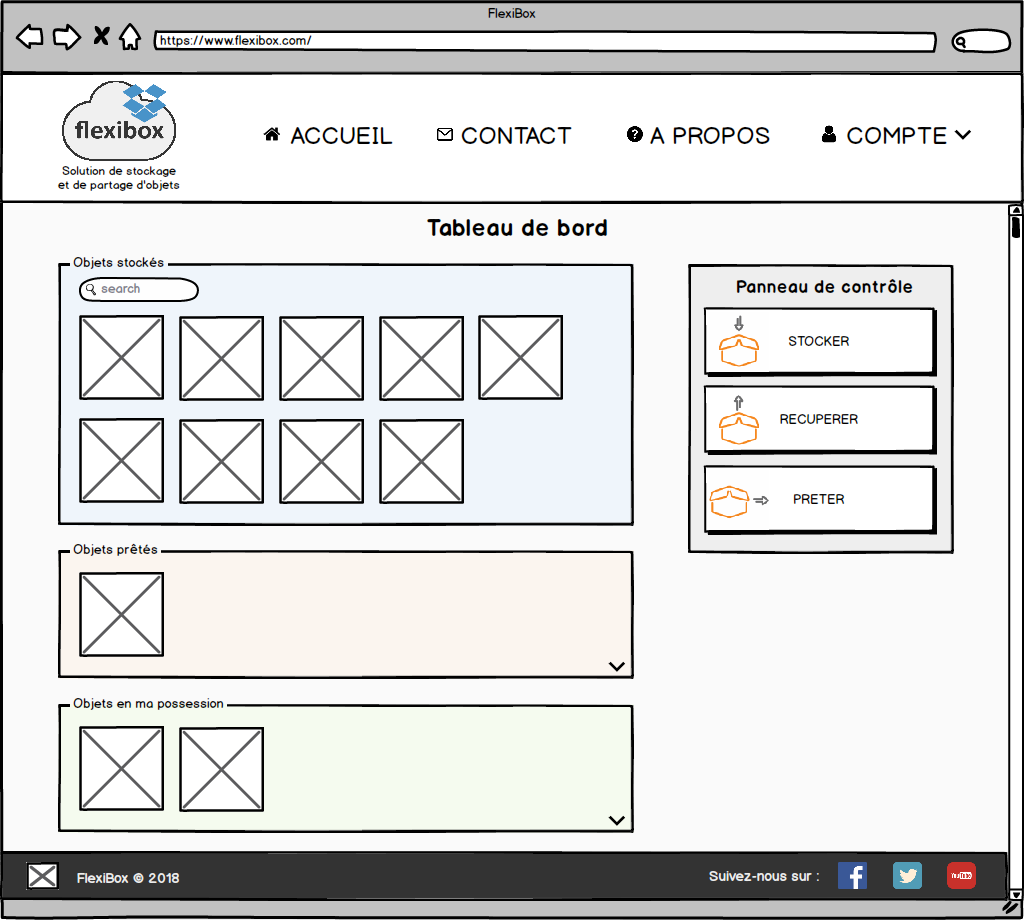 FlexiBox
https://www.flexibox.com/
flexibox
Solution de stockage
et de partage d'objets
ACCUEIL
CONTACT
A PROPOS
COMPTE
Tableau de bord
Objets stockés
search
Panneau de contrôle
STOCKER
RECUPERER
PRETER
Objets prêtés
Objets en ma possession
FlexiBox © 2018
Suivez-nous sur :
YouTube